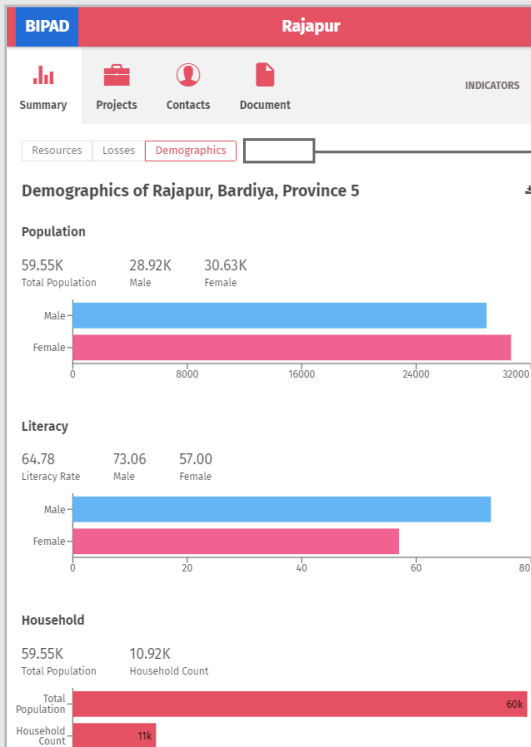 BIPAD
Rajapur
Summary
Projects
Contacts
Document
INDICATORS
Resources
Losses
Demographics
Demographics of Rajapur, Bardiya, Province 5
Population
59.55K 28.92K 30.63K
Total Population Male Female
Male
Female
0 8000 16000 24000 32000
Literacy
64.78 73.06 57.00
Literacy Rate Male Female
Male
Female
0 20 40 60 80
Household
59.55K 10.92K
Total Population Household Count
Total
Population
60k
Household
Count
11k